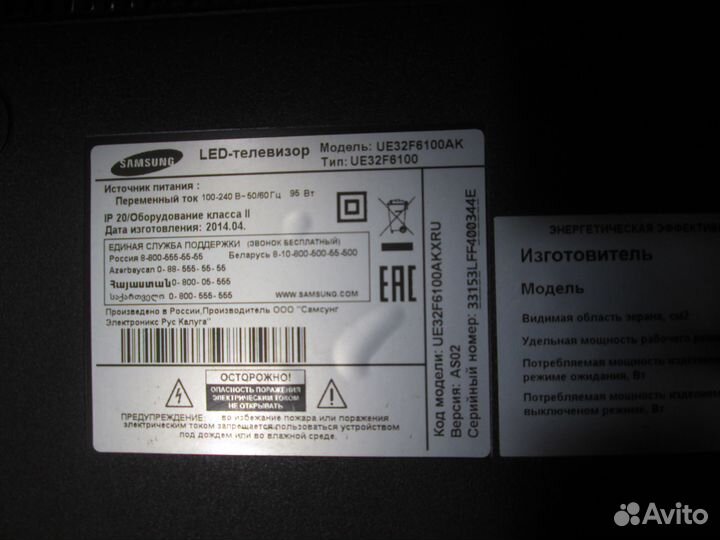 SAMSUNG
LED-телевизор
Модель: UE32F6100AK
Тип: UE32F6100
Источник питания :
Переменный ток 100-240 В~50/60 Гц 95 Вт
IP 20/Оборудование класса II
Дата изготовления: 2014.04.
ЕДИНАЯ СЛУЖБА ПОДДЕРЖКИ (ЗВОНОК БЕСПЛАТНЫЙ)
Россия 8-800-555-55-55 Беларусь 8-10-800-500-55-500
Azerbaycan 0-88-555-55-55
Հայաստան 0-800-05-555
საქართველო 0-800-555-555 WWW.SAMSUNG.COM
Произведено в России,Производитель ООО "Самсунг
Электроникс Рус Калуга"
EAC
ОСТОРОЖНО!
ОПАСНОСТЬ ПОРАЖЕНИЯ
ЭЛЕКТРИЧЕСКИМ ТОКОМ
НЕ ОТКРЫВАТЬ
ПРЕДУПРЕЖДЕНИЕ: во избежание пожара или поражения
электрическим током запрещается пользоваться устройством
под дождем или во влажной среде.
Код модели: UE32F6100AKXRU
Версия: AS02
Серийный номер: 33153LFF400344E
ЭНЕРГЕТИЧЕСКАЯ ЭФФЕКТИВ
Изготовитель
Модель
Видимая область экрана, см2
Удельная мощность рабочего
Потребляемая мощность
режиме ожидания, Вт
Потребляемая мощность
выключеном режиме, Вт
Avito